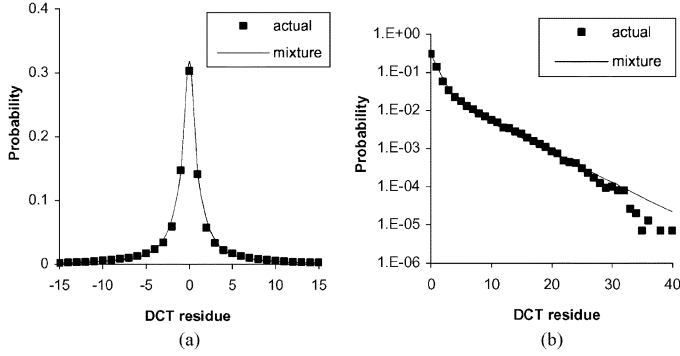 0.4
0.3
0.2
0.1
0
Probability
actual
mixture
-15 -10 -5 0 5 10 15
DCT residue
(a)
1.E+00
1.E-01
1.E-02
1.E-03
1.E-04
1.E-05
1.E-06
Probability
actual
mixture
0 10 20 30 40
DCT residue
(b)